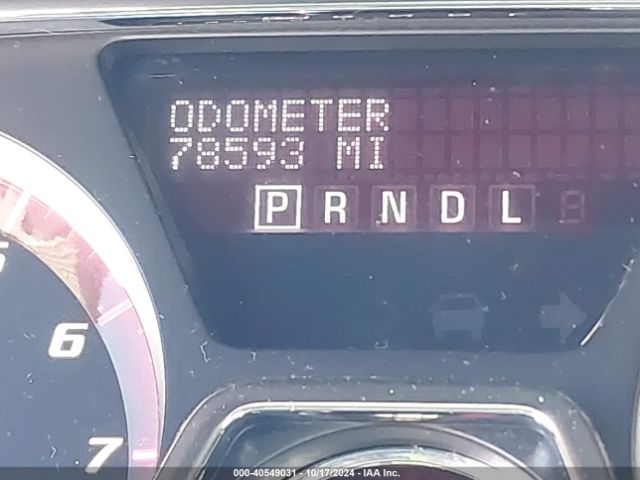 ODOMETER
78593 MI
P R N D L
6
7
000-40549031 - 10/17/2024 - IAA Inc.